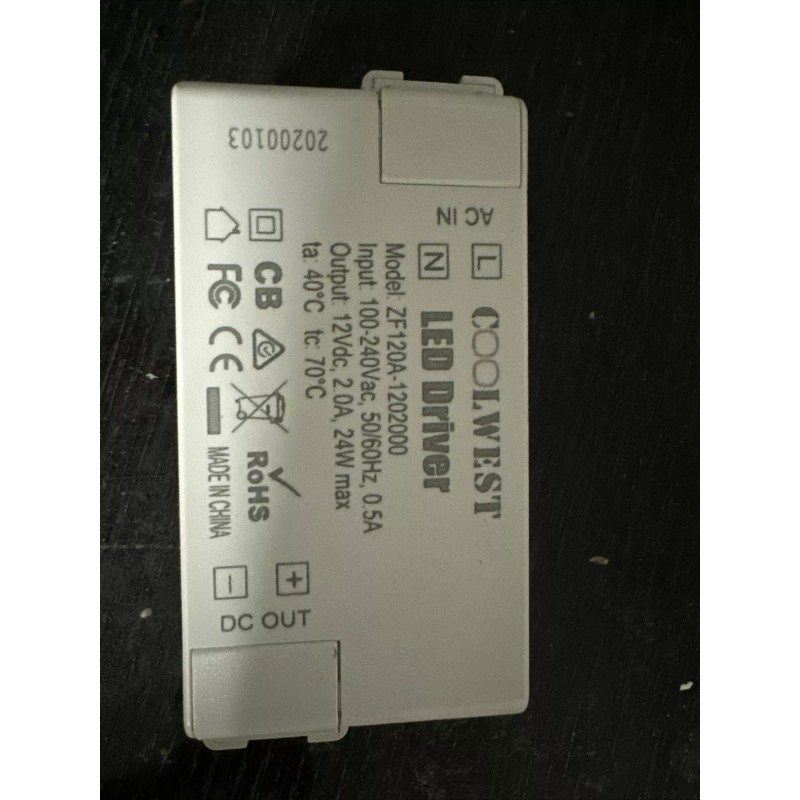 AC IN
L
N
COOLWEST
LED Driver
Model: ZF120A-1202000
Input: 100-240Vac, 50/60Hz, 0.5A
Output: 12Vdc, 2.0A, 24W max
ta: 40°C tc: 70°C
CB
RoHS
FC CE
MADE IN CHINA
+
−
DC OUT
20200103